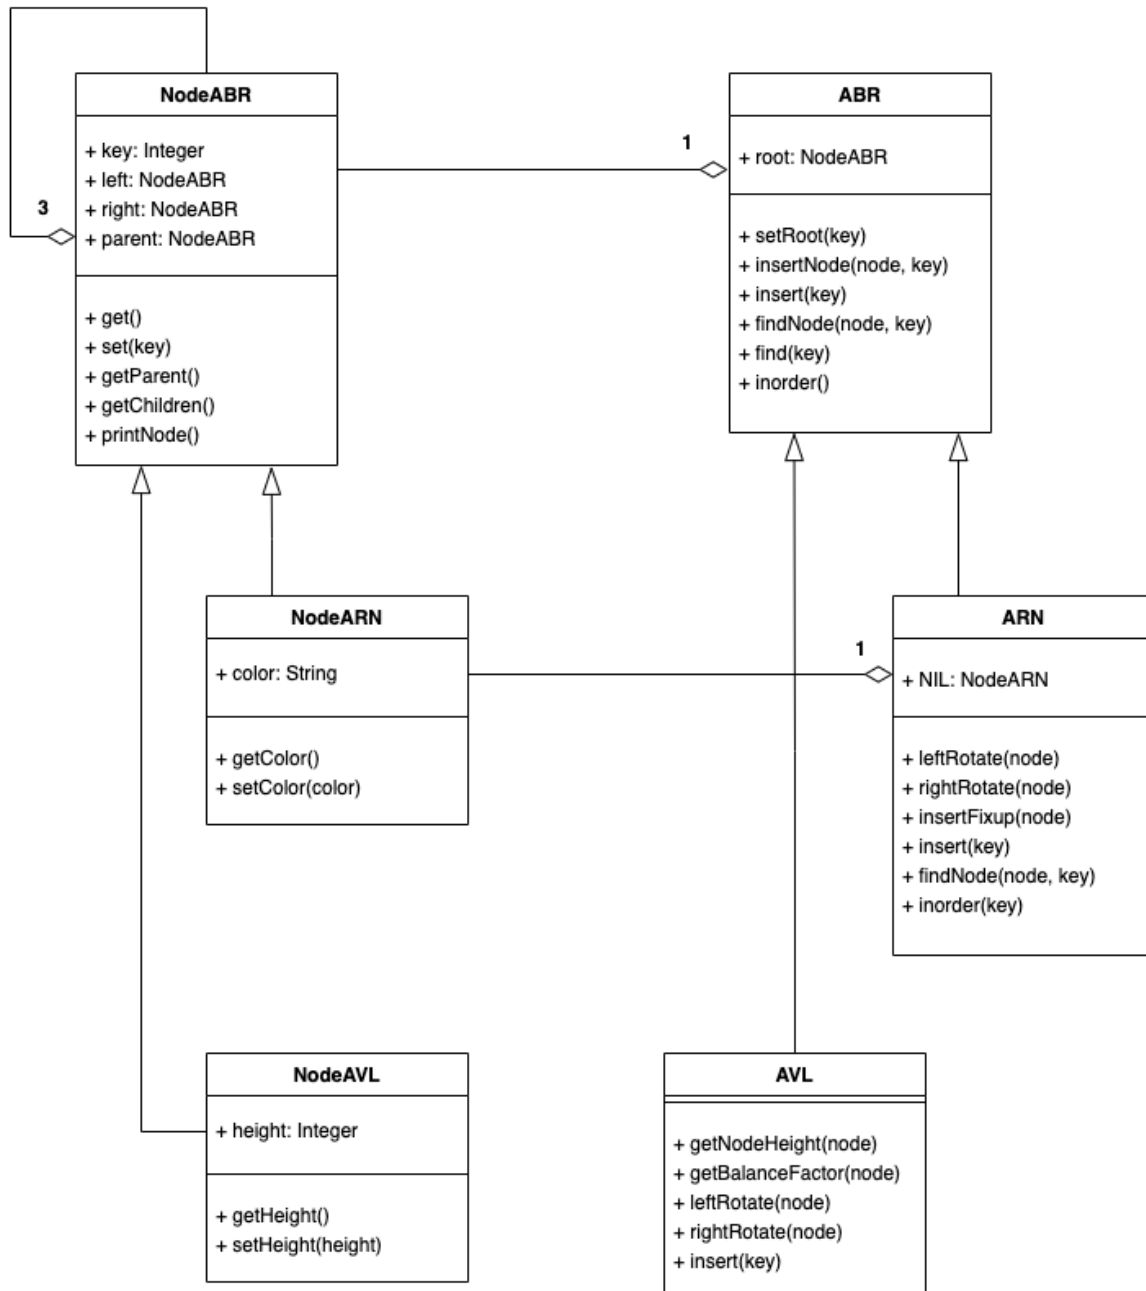 NodeABR
+ key: Integer
+ left: NodeABR
+ right: NodeABR
+ parent: NodeABR
3
+ get()
+ set(key)
+ getParent()
+ getChildren()
+ printNode()
1
ABR
+ root: NodeABR
+ setRoot(key)
+ insertNode(node, key)
+ insert(key)
+ findNode(node, key)
+ find(key)
+ inorder()
NodeARN
+ color: String
+ getColor()
+ setColor(color)
1
ARN
+ NIL: NodeARN
+ leftRotate(node)
+ rightRotate(node)
+ insertFixup(node)
+ insert(key)
+ findNode(node, key)
+ inorder(key)
NodeAVL
+ height: Integer
+ getHeight()
+ setHeight(height)
AVL
+ getNodeHeight(node)
+ getBalanceFactor(node)
+ leftRotate(node)
+ rightRotate(node)
+ insert(key)